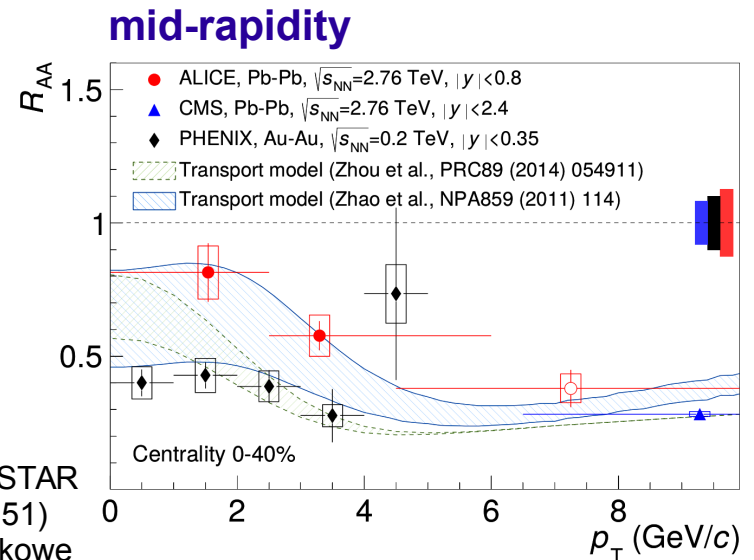 mid-rapidity
R_AA
1.5
1
0.5
ALICE, Pb-Pb, √s_NN=2.76 TeV, |y|<0.8
CMS, Pb-Pb, √s_NN=2.76 TeV, |y|<2.4
PHENIX, Au-Au, √s_NN=0.2 TeV, |y|<0.35
Transport model (Zhou et al., PRC89 (2014) 054911)
Transport model (Zhao et al., NPA859 (2011) 114)
Centrality 0-40%
STAR
51)
kowe
0 2 4 6 8
p_T (GeV/c)